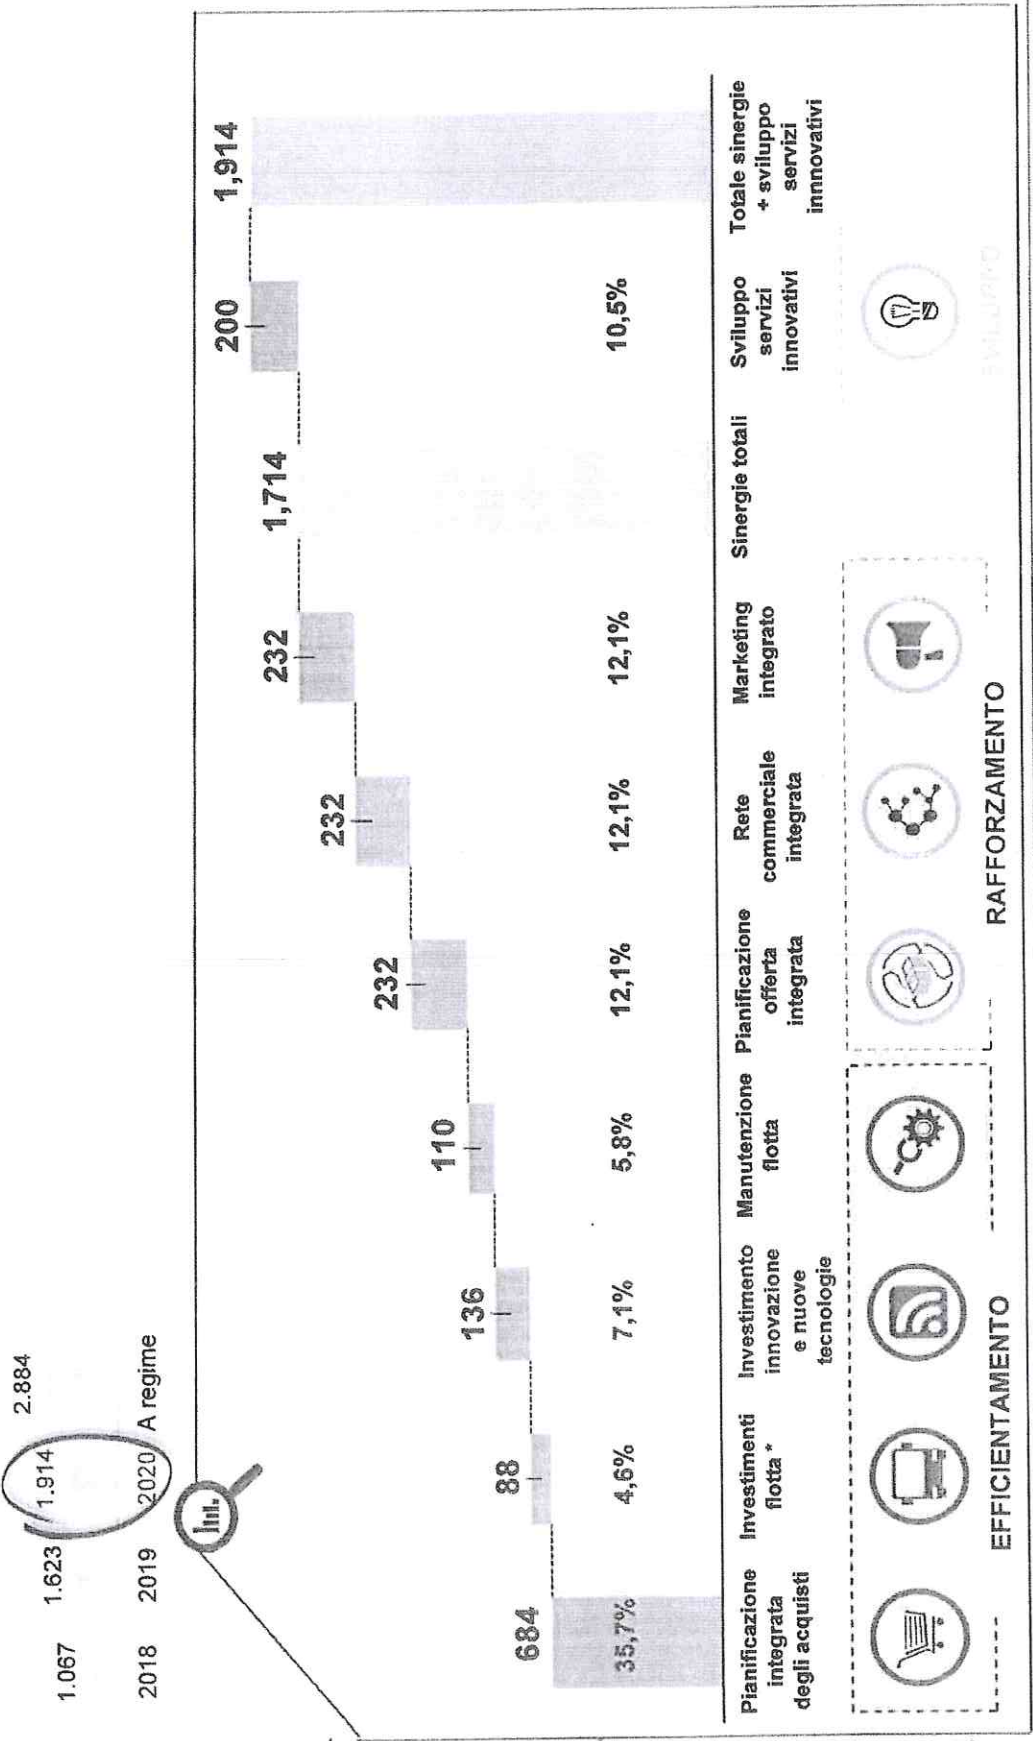 1.067
1.623
1.914
2.884
2018
2019
2020
A regime
684
88
136
110
232
232
232
1,714
200
1,914
35,7%
4,6%
7,1%
5,8%
12,1%
12,1%
12,1%
10,5%
Pianificazione
integrata
degli acquisti
Investimenti
flotta *
Investimento
innovazione
e nuove
tecnologie
Manutenzione
flotta
Pianificazione
offerta
integrata
Rete
commerciale
integrata
Marketing
integrato
Sinergie totali
Sviluppo
servizi
innovativi
Totale sinergie
+ sviluppo
servizi
innnovativi
EFFICIENTAMENTO
RAFFORZAMENTO
SVILUPPO